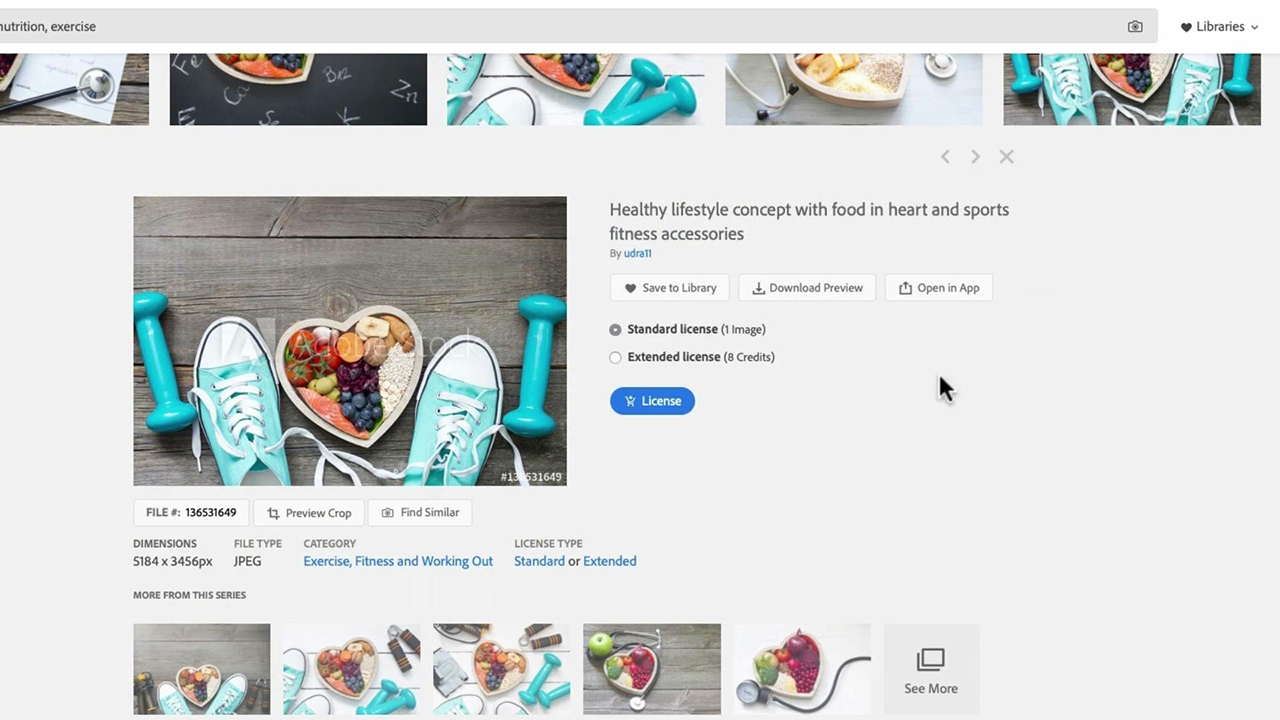 nutrition, exercise
Libraries
Healthy lifestyle concept with food in heart and sports
fitness accessories
By udra11
Save to Library
Download Preview
Open in App
Standard license (1 Image)
Extended license (8 Credits)
License
Adobe Stock
#136531649
FILE #: 136531649
Preview Crop
Find Similar
DIMENSIONS
FILE TYPE
CATEGORY
LICENSE TYPE
5184 x 3456px
JPEG
Exercise, Fitness and Working Out
Standard or Extended
MORE FROM THIS SERIES
See More